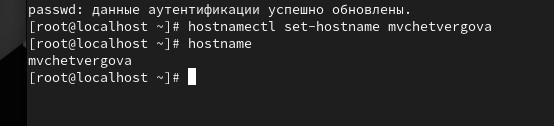 passwd: данные аутентификации успешно обновлены.
[root@localhost ~]# hostnamectl set-hostname mvchetvergova
[root@localhost ~]# hostname
mvchetvergova
[root@localhost ~]#